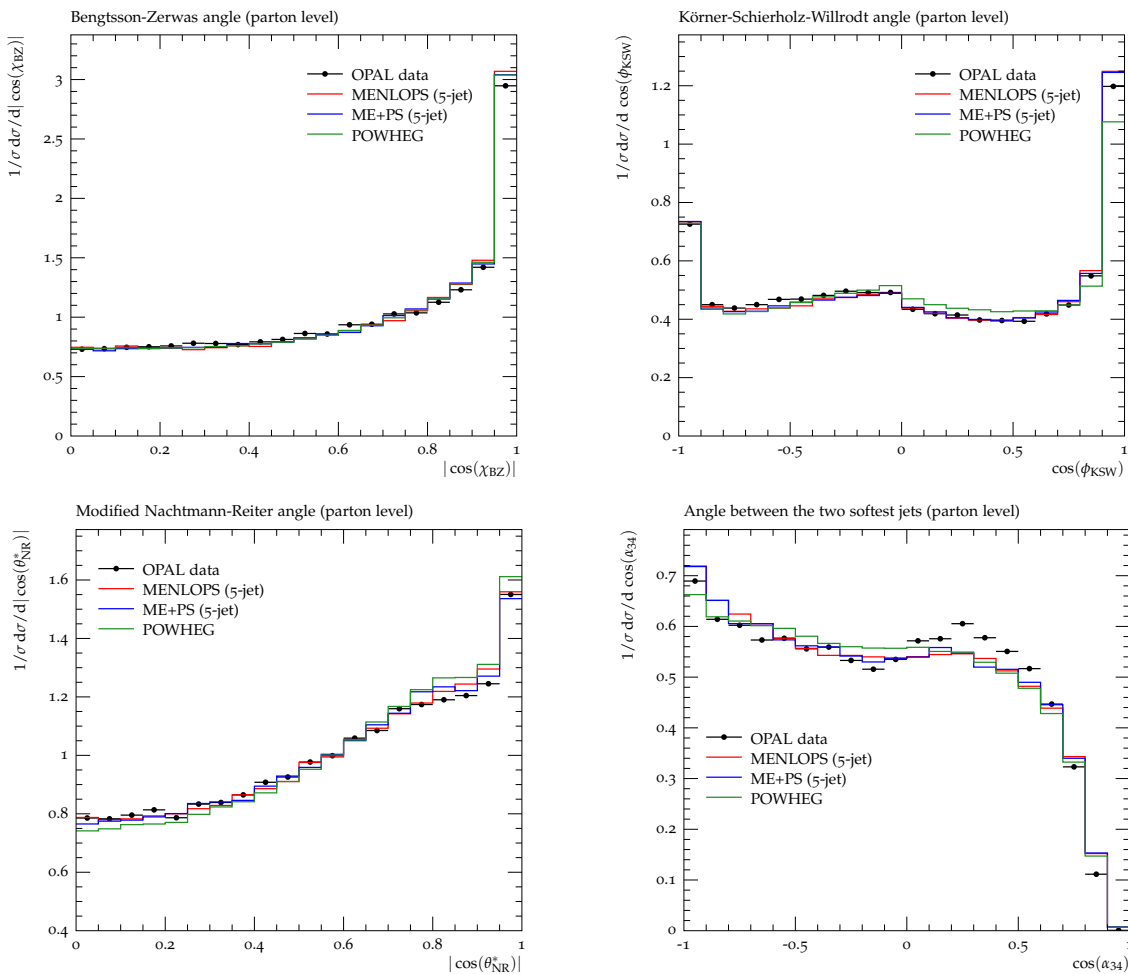 Bengtsson-Zerwas angle (parton level)
1/σ dσ/d| cos(χBZ)|
OPAL data
MENLOPS (5-jet)
ME+PS (5-jet)
POWHEG
3
2.5
2
1.5
1
0.5
0
0 0.2 0.4 0.6 0.8 1
| cos(χBZ)|
Körner-Schierholz-Willrodt angle (parton level)
1/σ dσ/d cos(ϕKSW)
OPAL data
MENLOPS (5-jet)
ME+PS (5-jet)
POWHEG
1.2
1
0.8
0.6
0.4
0.2
0
-1 -0.5 0 0.5 1
cos(ϕKSW)
Modified Nachtmann-Reiter angle (parton level)
1/σ dσ/d| cos(θ*NR)|
OPAL data
MENLOPS (5-jet)
ME+PS (5-jet)
POWHEG
1.6
1.4
1.2
1
0.8
0.6
0.4
0 0.2 0.4 0.6 0.8 1
| cos(θ*NR)|
Angle between the two softest jets (parton level)
1/σ dσ/d cos(α34)
0.7
0.6
0.5
0.4
0.3
0.2
0.1
0
OPAL data
MENLOPS (5-jet)
ME+PS (5-jet)
POWHEG
-1 -0.5 0 0.5 1
cos(α34)